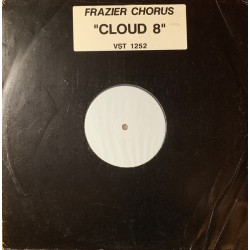 FRAZIER CHORUS
"CLOUD 8"
VST 1252